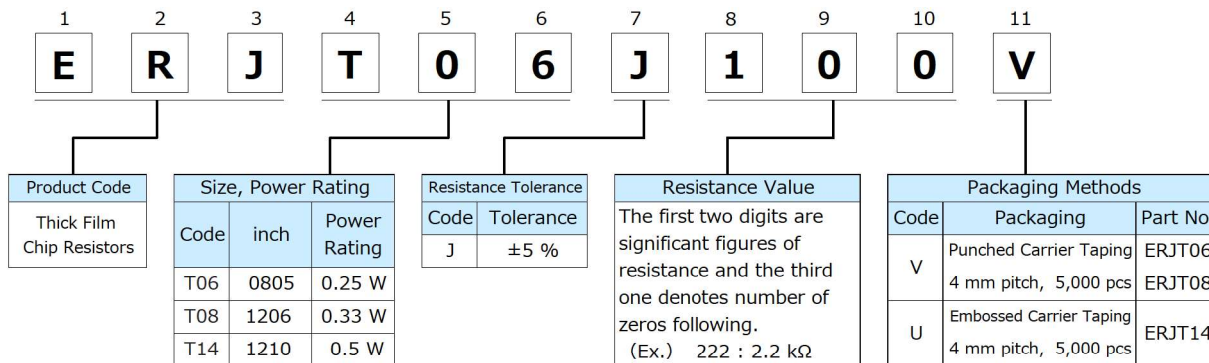 1 2 3 4 5 6 7 8 9 10 11
E R J T 0 6 J 1 0 0 V
Product Code
Thick Film
Chip Resistors
Size, Power Rating
Code inch Power Rating
T06 0805 0.25 W
T08 1206 0.33 W
T14 1210 0.5 W
Resistance Tolerance
Code Tolerance
J ±5 %
Resistance Value
The first two digits are
significant figures of
resistance and the third
one denotes number of
zeros following.
(Ex.) 222 : 2.2 kΩ
Packaging Methods
Code Packaging Part No
V Punched Carrier Taping ERJT06
4 mm pitch, 5,000 pcs ERJT08
U Embossed Carrier Taping ERJT14
4 mm pitch, 5,000 pcs